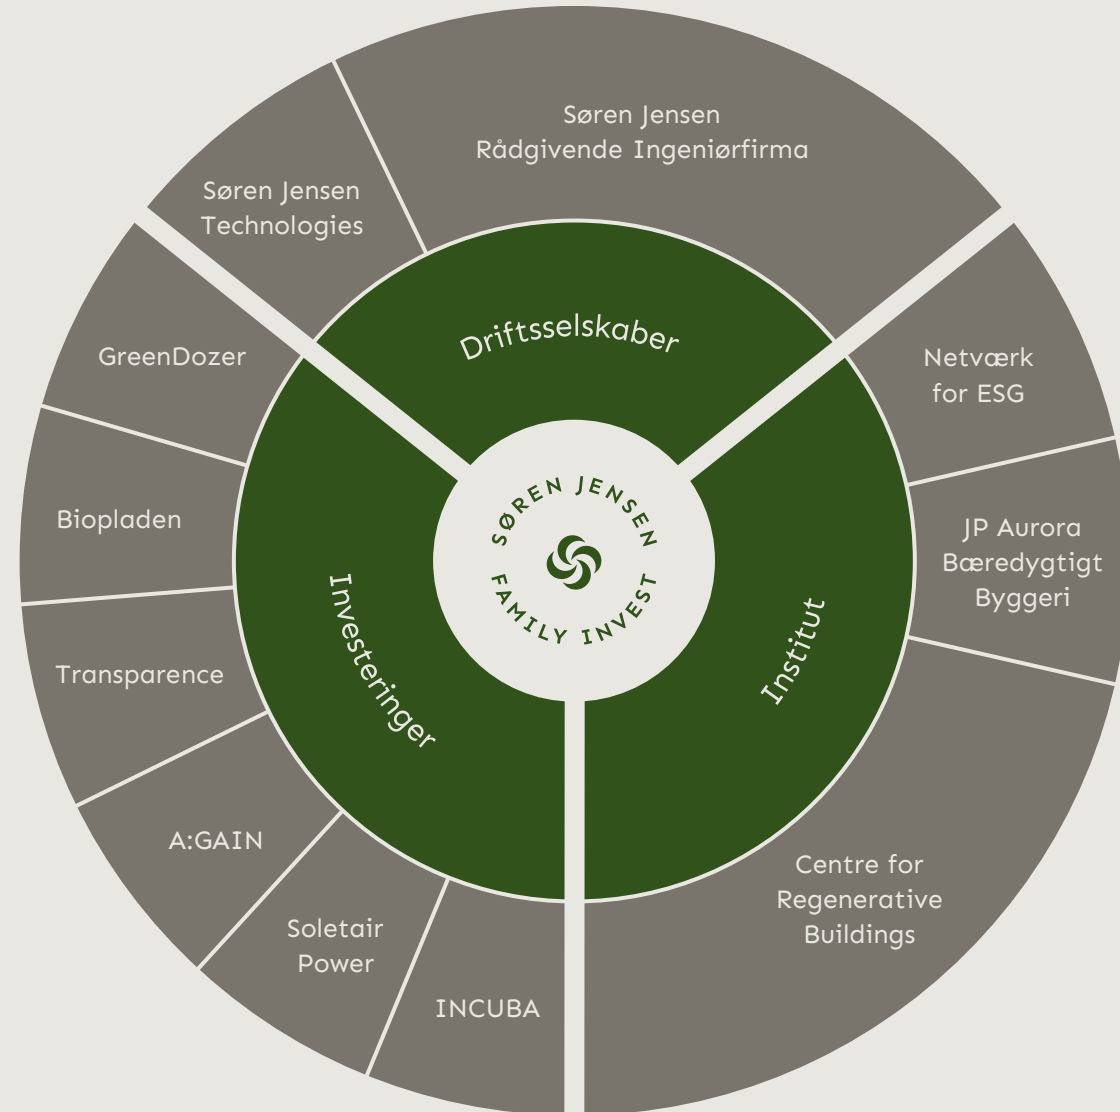 Søren Jensen
Rådgivende Ingeniørfirma
Søren Jensen
Technologies
Driftsselskaber
GreenDozer
Netværk
for ESG
SØREN JENSEN
FAMILY INVEST
Biopladen
JP Aurora
Bæredygtigt
Byggeri
Investeringer
Institut
Transparence
A:GAIN
Centre for
Regenerative
Buildings
Soletair
Power
INCUBA